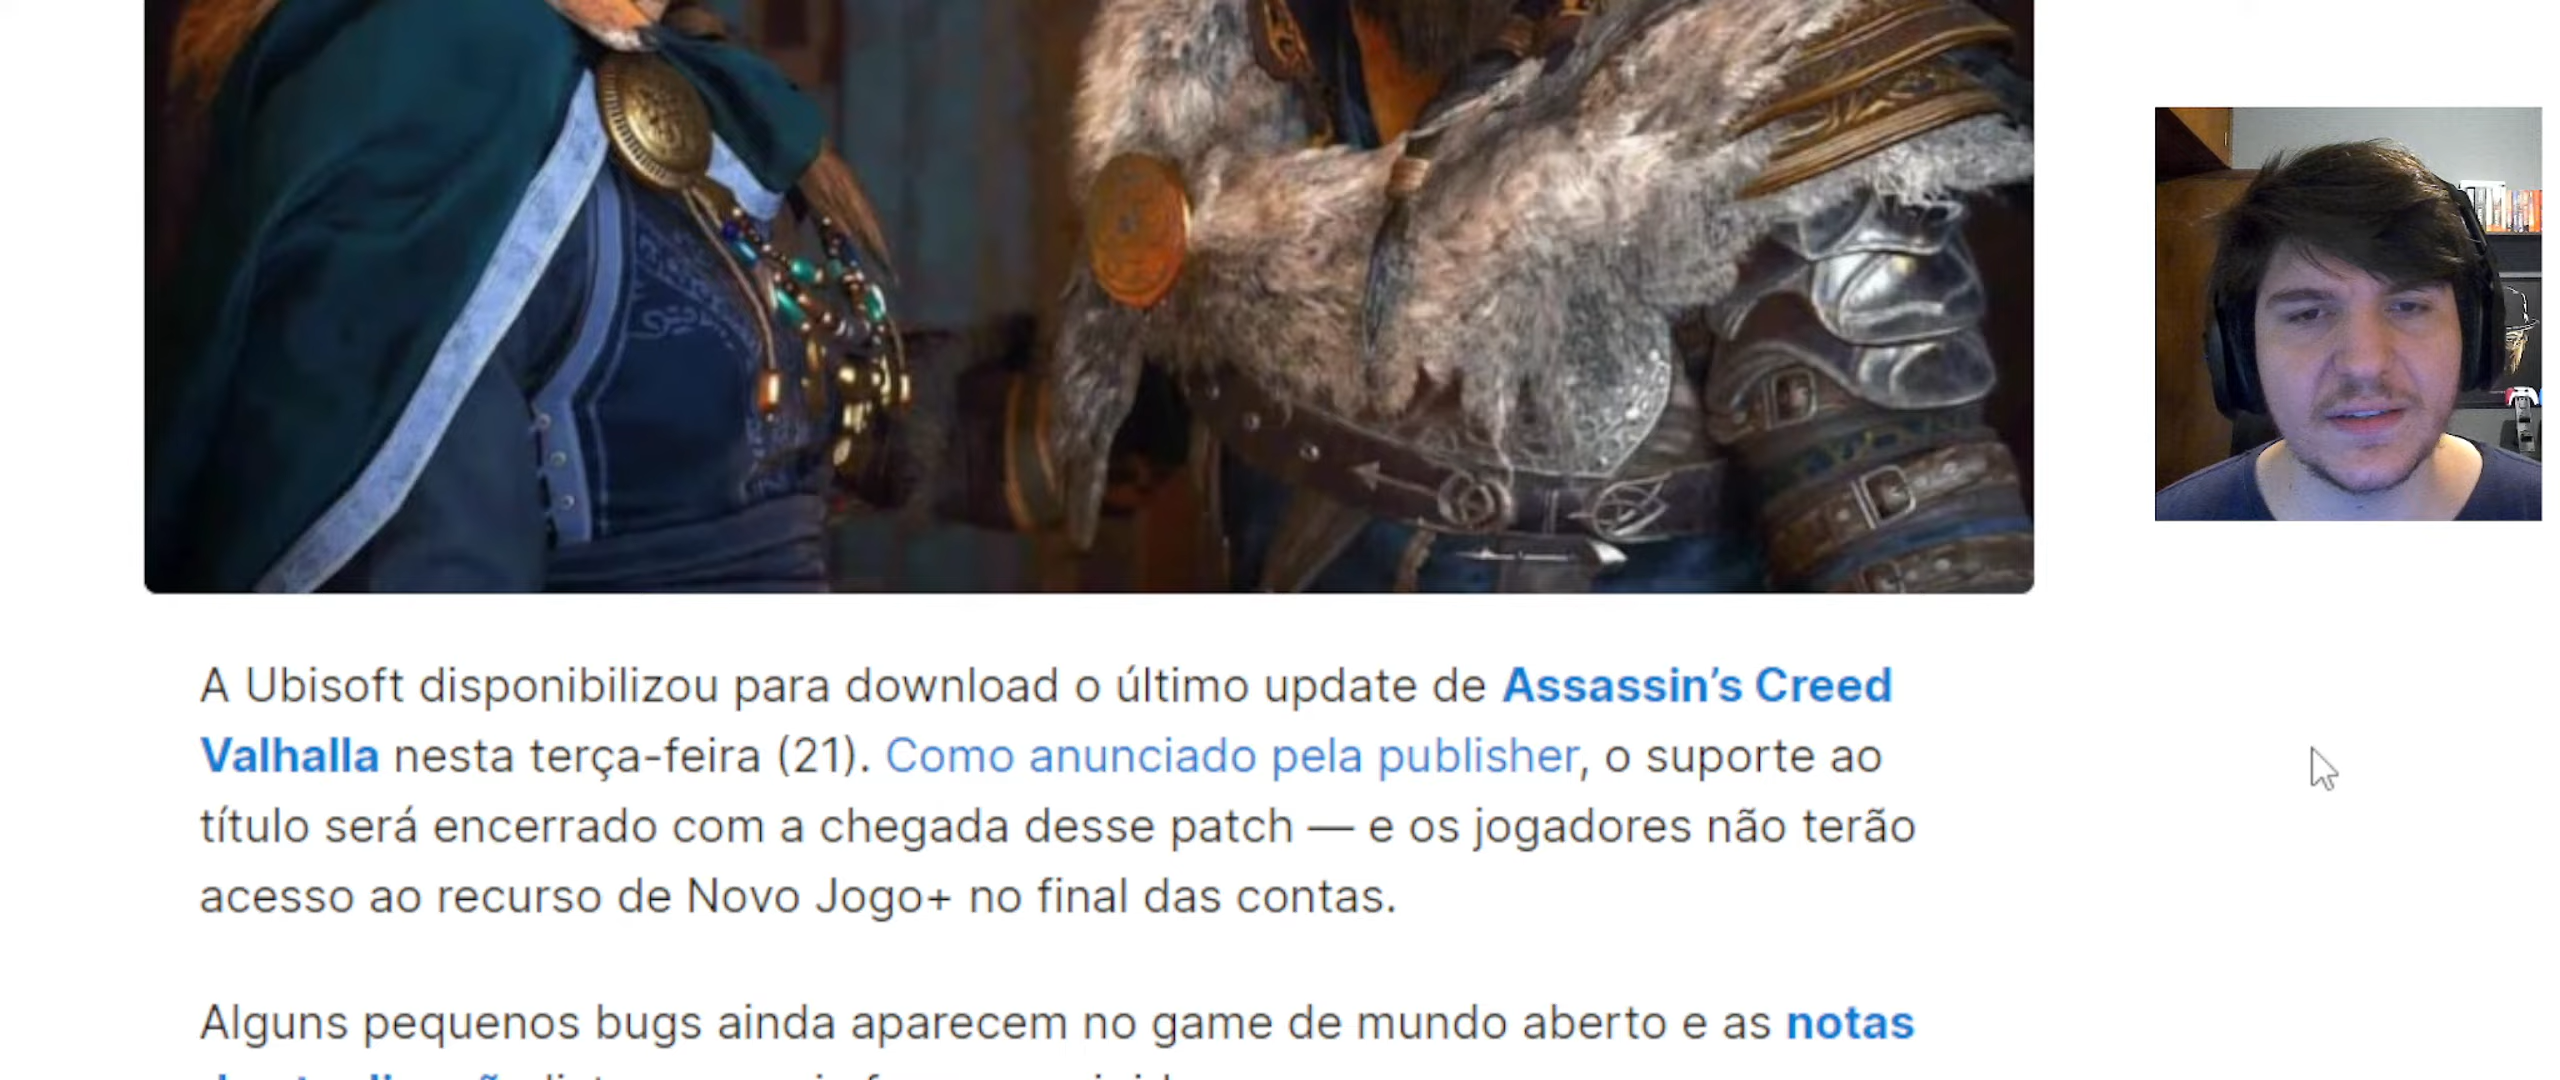 A Ubisoft disponibilizou para download o último update de Assassin’s Creed
Valhalla nesta terça-feira (21). Como anunciado pela publisher, o suporte ao
título será encerrado com a chegada desse patch — e os jogadores não terão
acesso ao recurso de Novo Jogo+ no final das contas.
Alguns pequenos bugs ainda aparecem no game de mundo aberto e as notas